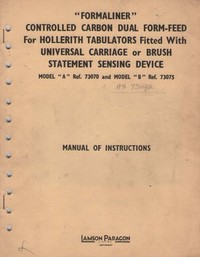 "FORMALINER"
CONTROLLED CARBON DUAL FORM-FEED
For HOLLERITH TABULATORS Fitted With
UNIVERSAL CARRIAGE or BRUSH
STATEMENT SENSING DEVICE
MODEL "A" Ref. 73070 and MODEL "B" Ref. 73075
MANUAL OF INSTRUCTIONS
LAMSON PARAGON